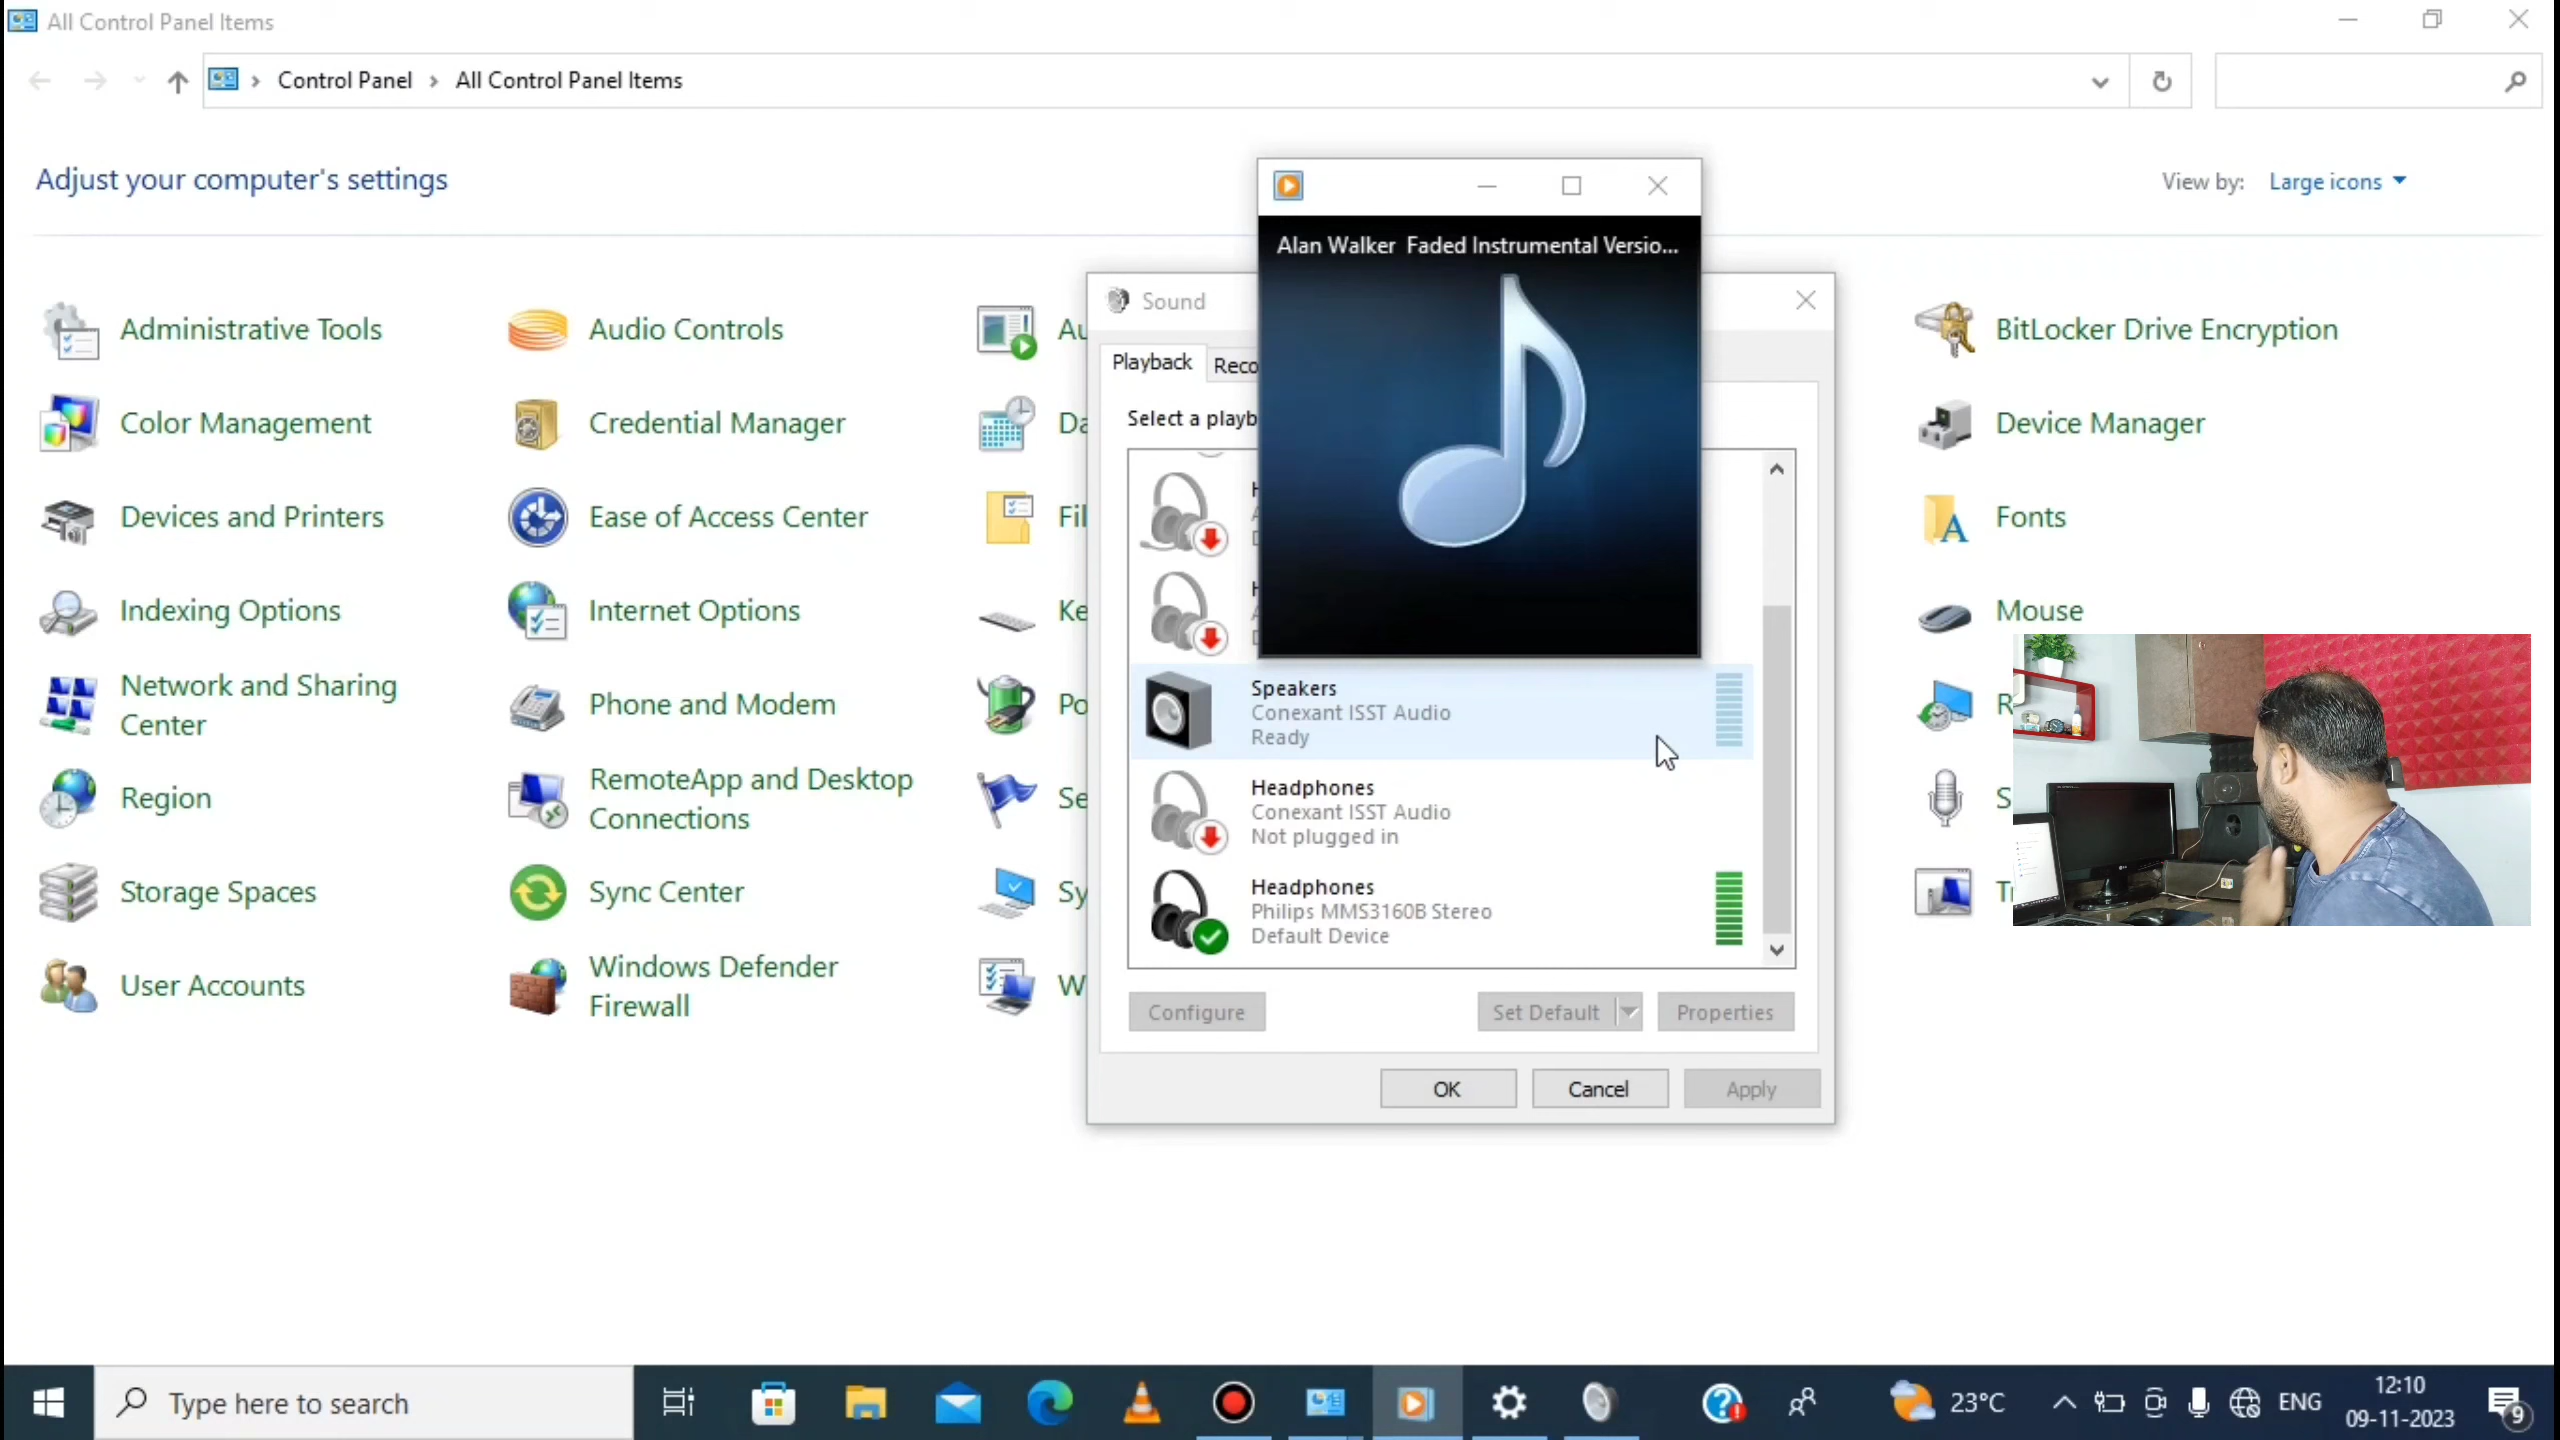 All Control Panel Items
Control Panel
All Control Panel Items
Adjust your computer's settings
View by:
Large icons
Administrative Tools
Audio Controls
BitLocker Drive Encryption
Color Management
Credential Manager
Device Manager
Devices and Printers
Ease of Access Center
Fonts
Indexing Options
Internet Options
Mouse
Network and Sharing
Center
Phone and Modem
Region
RemoteApp and Desktop
Connections
Storage Spaces
Sync Center
User Accounts
Windows Defender
Firewall
Alan Walker Faded Instrumental Versio...
Sound
Playback
Reco
Select a playb
Speakers
Conexant ISST Audio
Ready
Headphones
Conexant ISST Audio
Not plugged in
Headphones
Philips MMS3160B Stereo
Default Device
Configure
Set Default
Properties
OK
Cancel
Apply
Type here to search
23°C
ENG
12:10
09-11-2023
9